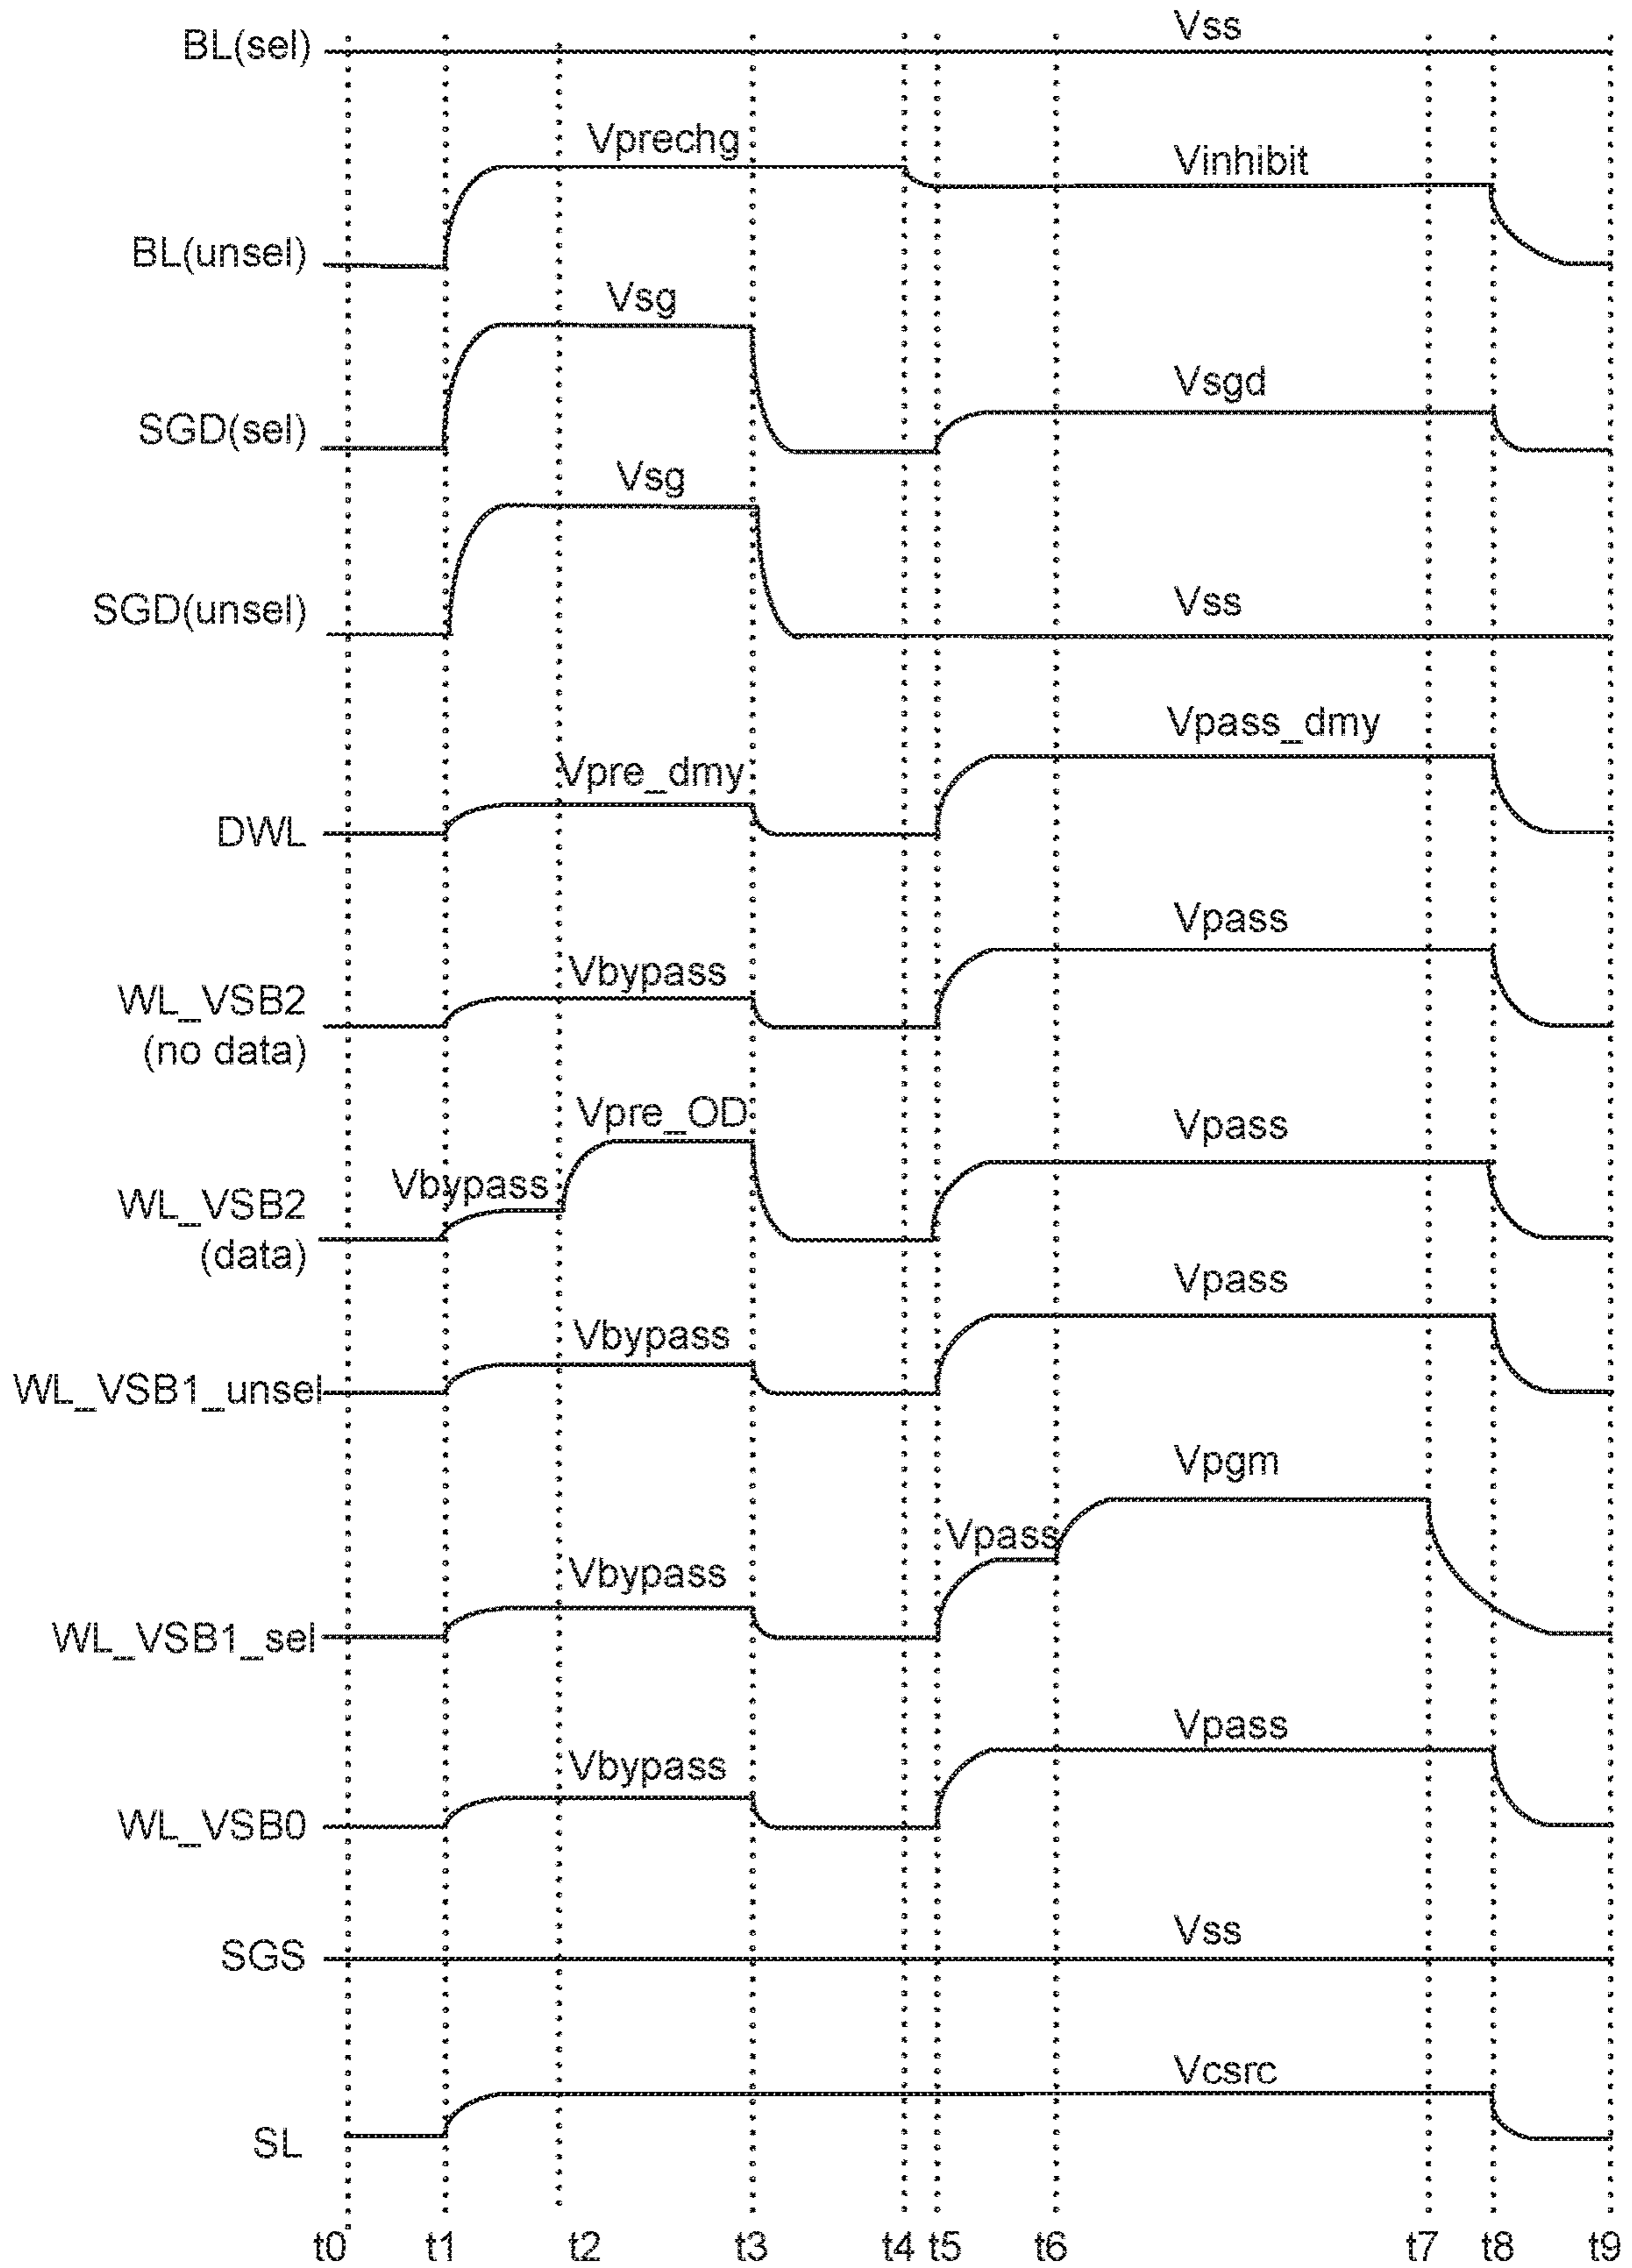 Vss
BL(sel)
Vprechg
Vinhibit
BL(unsel)
Vsg
Vsgd
SGD(sel)
Vsg
Vss
SGD(unsel)
Vpass_dmy
Vpre_dmy
DWL
Vpass
Vbypass
WL_VSB2
(no data)
Vpre_OD
Vpass
Vbypass
WL_VSB2
(data)
Vpass
Vbypass
WL_VSB1_unsel
Vpgm
Vpass
Vbypass
WL_VSB1_sel
Vpass
Vbypass
WL_VSB0
Vss
SGS
Vcsrc
SL
t0 t1 t2 t3 t4 t5 t6 t7 t8 t9